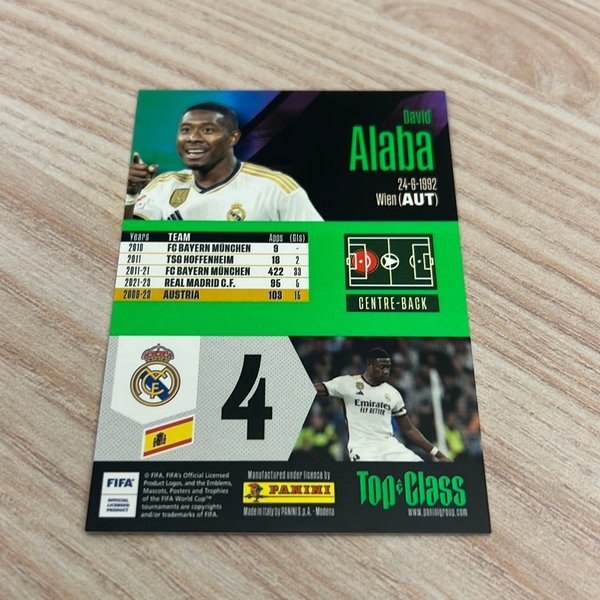 David
Alaba
24-6-1992
Wien (AUT)
Years TEAM Apps (Gls)
2010 FC BAYERN MÜNCHEN 9 -
2011 TSG HOFFENHEIM 18 2
2011-21 FC BAYERN MÜNCHEN 422 33
2021-23 REAL MADRID C.F. 95 5
2009-23 AUSTRIA 103 15
CENTRE-BACK
4
Emirates
FLY BETTER
FIFA
OFFICIAL
LICENSED
PRODUCT
© FIFA, FIFA's Official Licensed
Product Logos, and the Emblems,
Mascots, Posters and Trophies
of the FIFA World Cup™
tournaments are copyrights
and/or trademarks of FIFA.
Manufactured under licence by
PANINI
Made in Italy by PANINI S.p.A. - Modena
Top Class
www.paninigroup.com